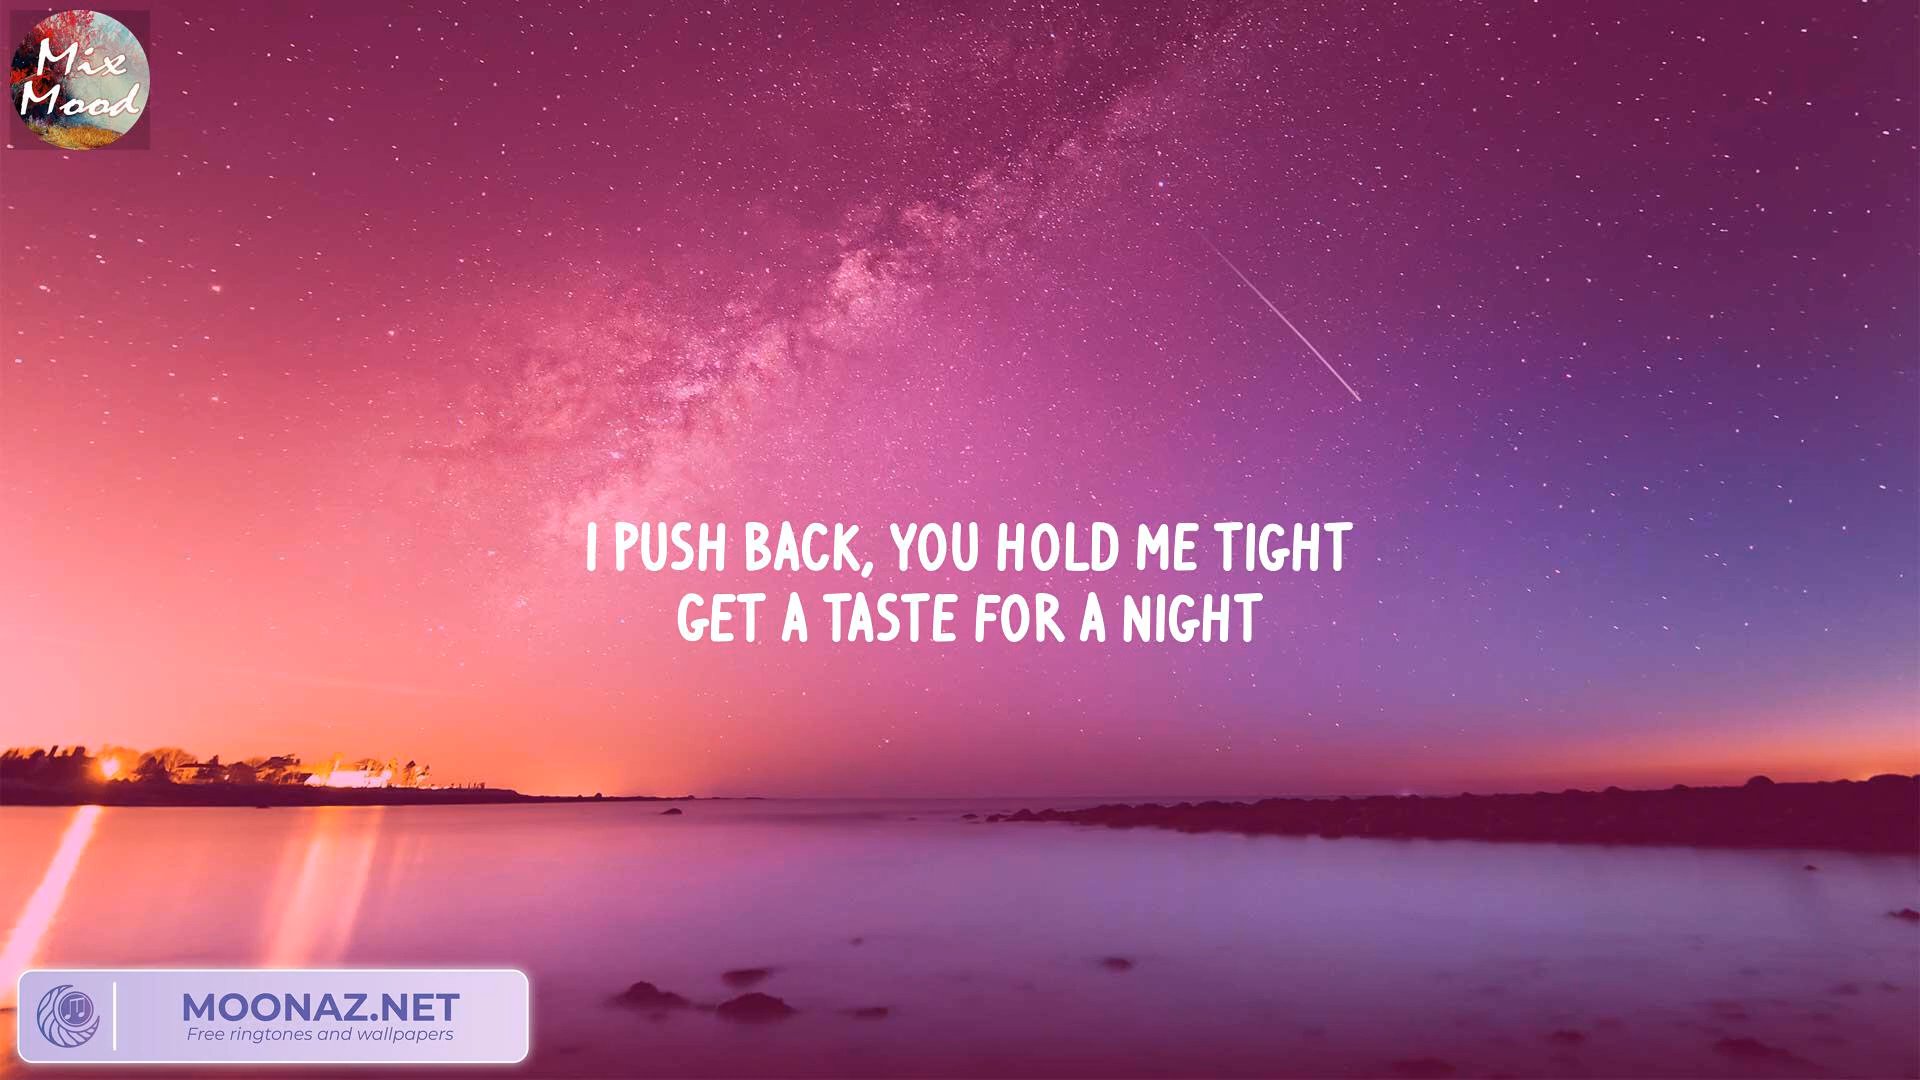 Mix
Mood
I PUSH BACK, YOU HOLD ME TIGHT
GET A TASTE FOR A NIGHT
MOONAZ.NET
Free ringtones and wallpapers